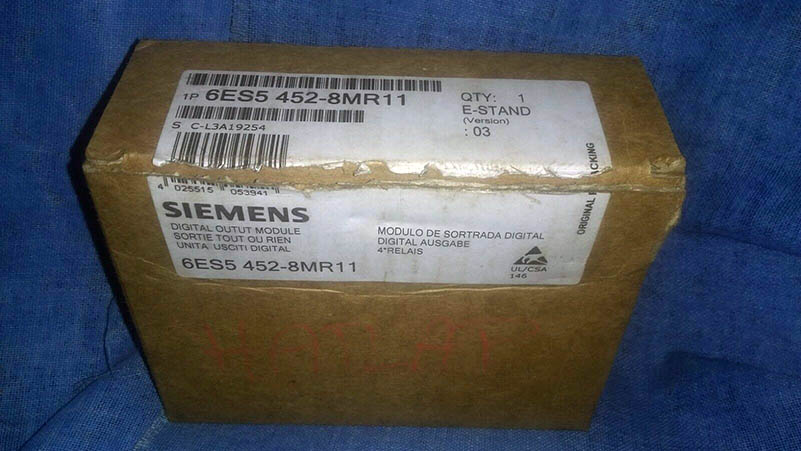 1P 6ES5 452-8MR11
S C-L3A19254
QTY: 1
E-STAND
(Version)
: 03
4 025515 053941
SIEMENS
DIGITAL OUTUT MODULE
SORTIE TOUT OU RIEN
UNITA USCITI DIGITAL
6ES5 452-8MR11
MODULO DE SORTRADA DIGITAL
DIGITAL AUSGABE
4*RELAIS
UL/CSA
146
ORIGINAL